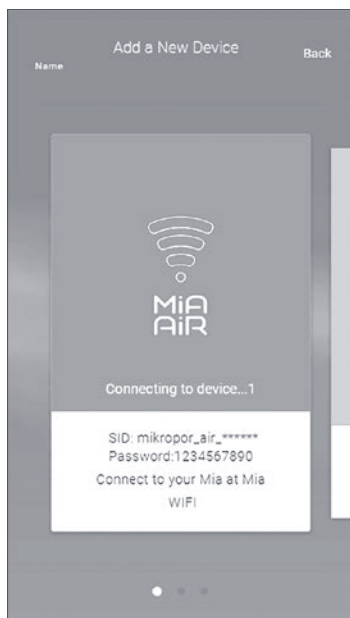 Add a New Device
Back
Name
MiA
AiR
Connecting to device...1
SID: mikropor_air_******
Password:1234567890
Connect to your Mia at Mia
WIFI